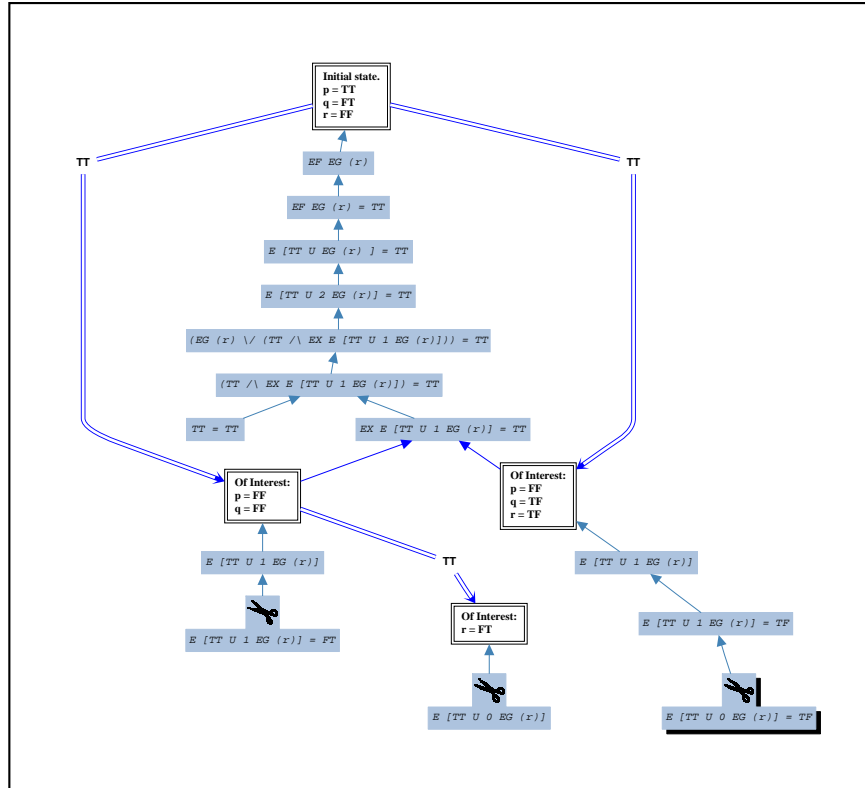 Initial state.
p = TT
q = FT
r = FF
TT
TT
EF EG (r)
EF EG (r) = TT
E [TT U EG (r) ] = TT
E [TT U 2 EG (r)] = TT
(EG (r) \/ (TT /\ EX E [TT U 1 EG (r)])) = TT
(TT /\ EX E [TT U 1 EG (r)]) = TT
TT = TT
EX E [TT U 1 EG (r)] = TT
Of Interest:
p = FF
q = FF
Of Interest:
p = FF
q = TF
r = TF
E [TT U 1 EG (r)]
TT
E [TT U 1 EG (r)]
Of Interest:
r = FT
E [TT U 1 EG (r)] = TF
E [TT U 1 EG (r)] = FT
E [TT U 0 EG (r)]
E [TT U 0 EG (r)] = TF